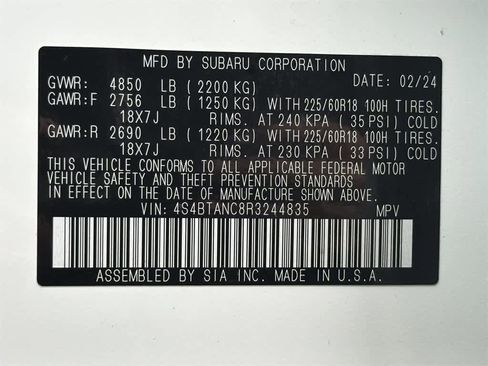 MFD BY SUBARU CORPORATION
GVWR: 4850 LB (2200 KG) DATE: 02/24
GAWR:F 2756 LB (1250 KG) WITH 225/60R18 100H TIRES.
18X7J RIMS. AT 240 KPA (35 PSI) COLD
GAWR:R 2690 LB (1220 KG) WITH 225/60R18 100H TIRES.
18X7J RIMS. AT 230 KPA (33 PSI) COLD
THIS VEHICLE CONFORMS TO ALL APPLICABLE FEDERAL MOTOR
VEHICLE SAFETY AND THEFT PREVENTION STANDARDS
IN EFFECT ON THE DATE OF MANUFACTURE SHOWN ABOVE.
VIN: 4S4BTANC8R3244835 MPV
ASSEMBLED BY SIA INC. MADE IN U.S.A.